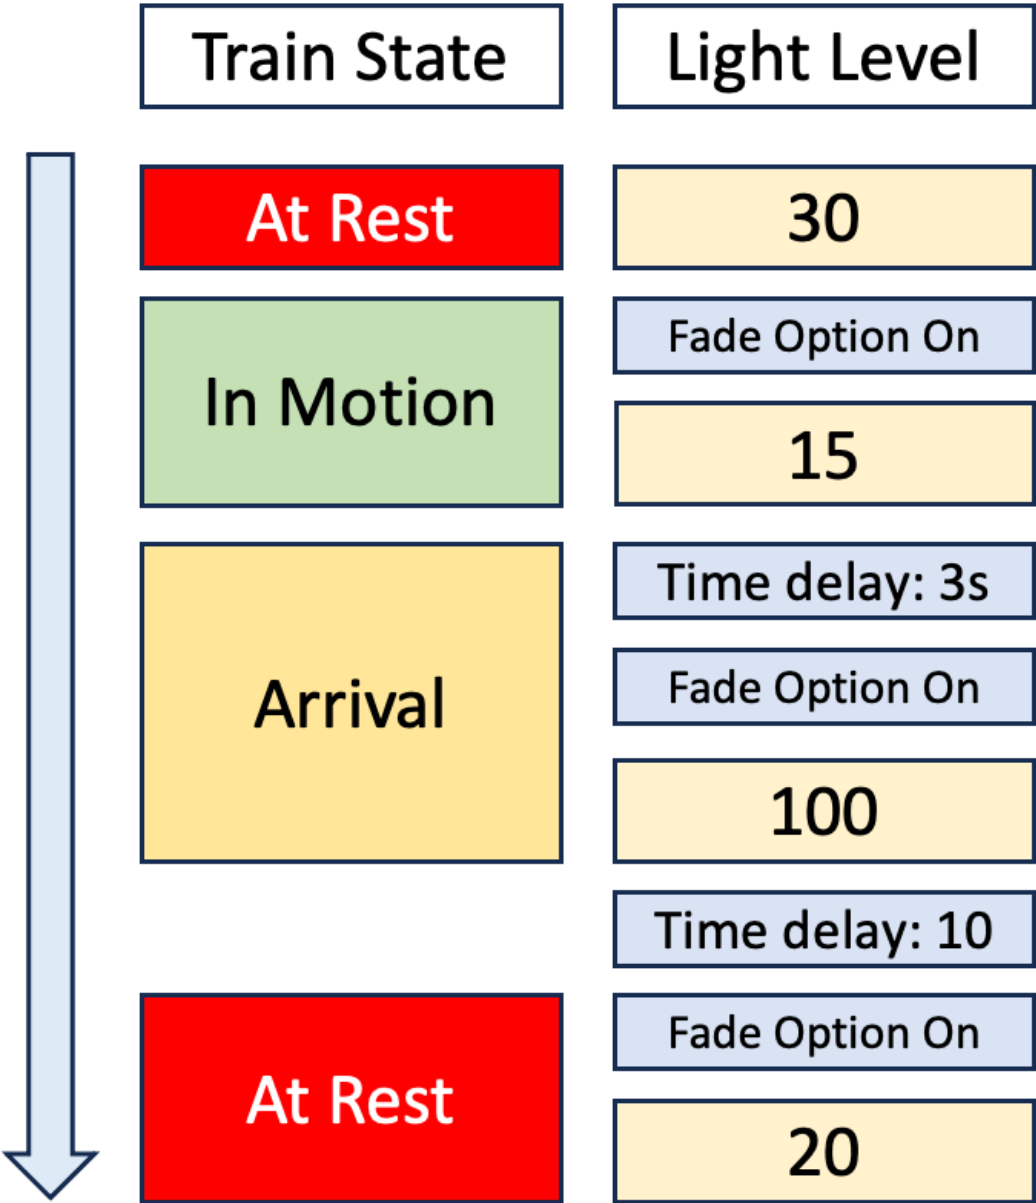 Train State
Light Level
At Rest
30
In Motion
Fade Option On
15
Arrival
Time delay: 3s
Fade Option On
100
Time delay: 10
At Rest
Fade Option On
20